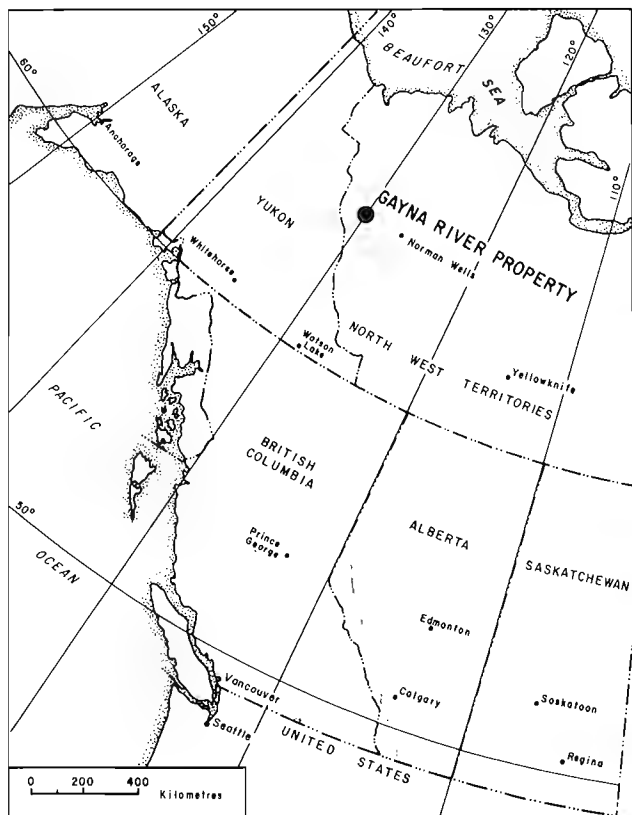 150°
140°
130°
120°
110°
60°
BEAUFORT
SEA
ALASKA
Anchorage
YUKON
GAYNA RIVER PROPERTY
Norman Wells
Whitehorse
Watson
Lake
NORTH WEST TERRITORIES
Yellowknife
PACIFIC
OCEAN
BRITISH
COLUMBIA
50°
Prince
George
ALBERTA
SASKATCHEWAN
Edmonton
Vancouver
Calgary
Saskatoon
Seattle
UNITED STATES
Regina
0 200 400
Kilometres